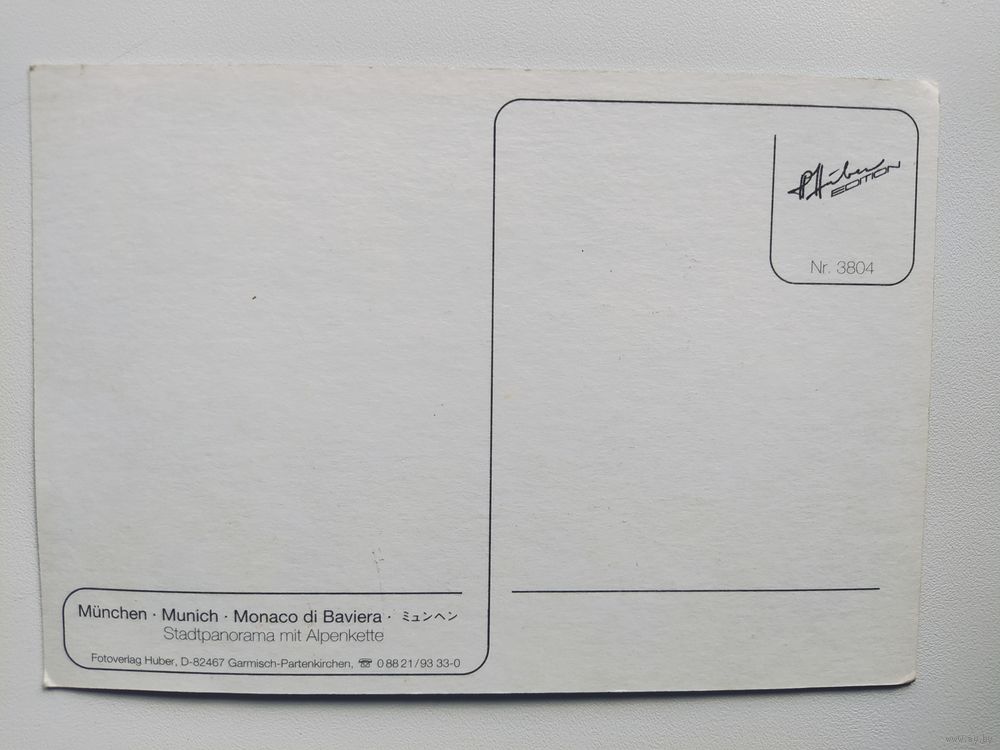 P. Huber
EDITION
Nr. 3804
München · Munich · Monaco di Baviera · ミュンヘン
Stadtpanorama mit Alpenkette
Fotoverlag Huber, D-82467 Garmisch-Partenkirchen, ☎ 0 88 21/93 33-0